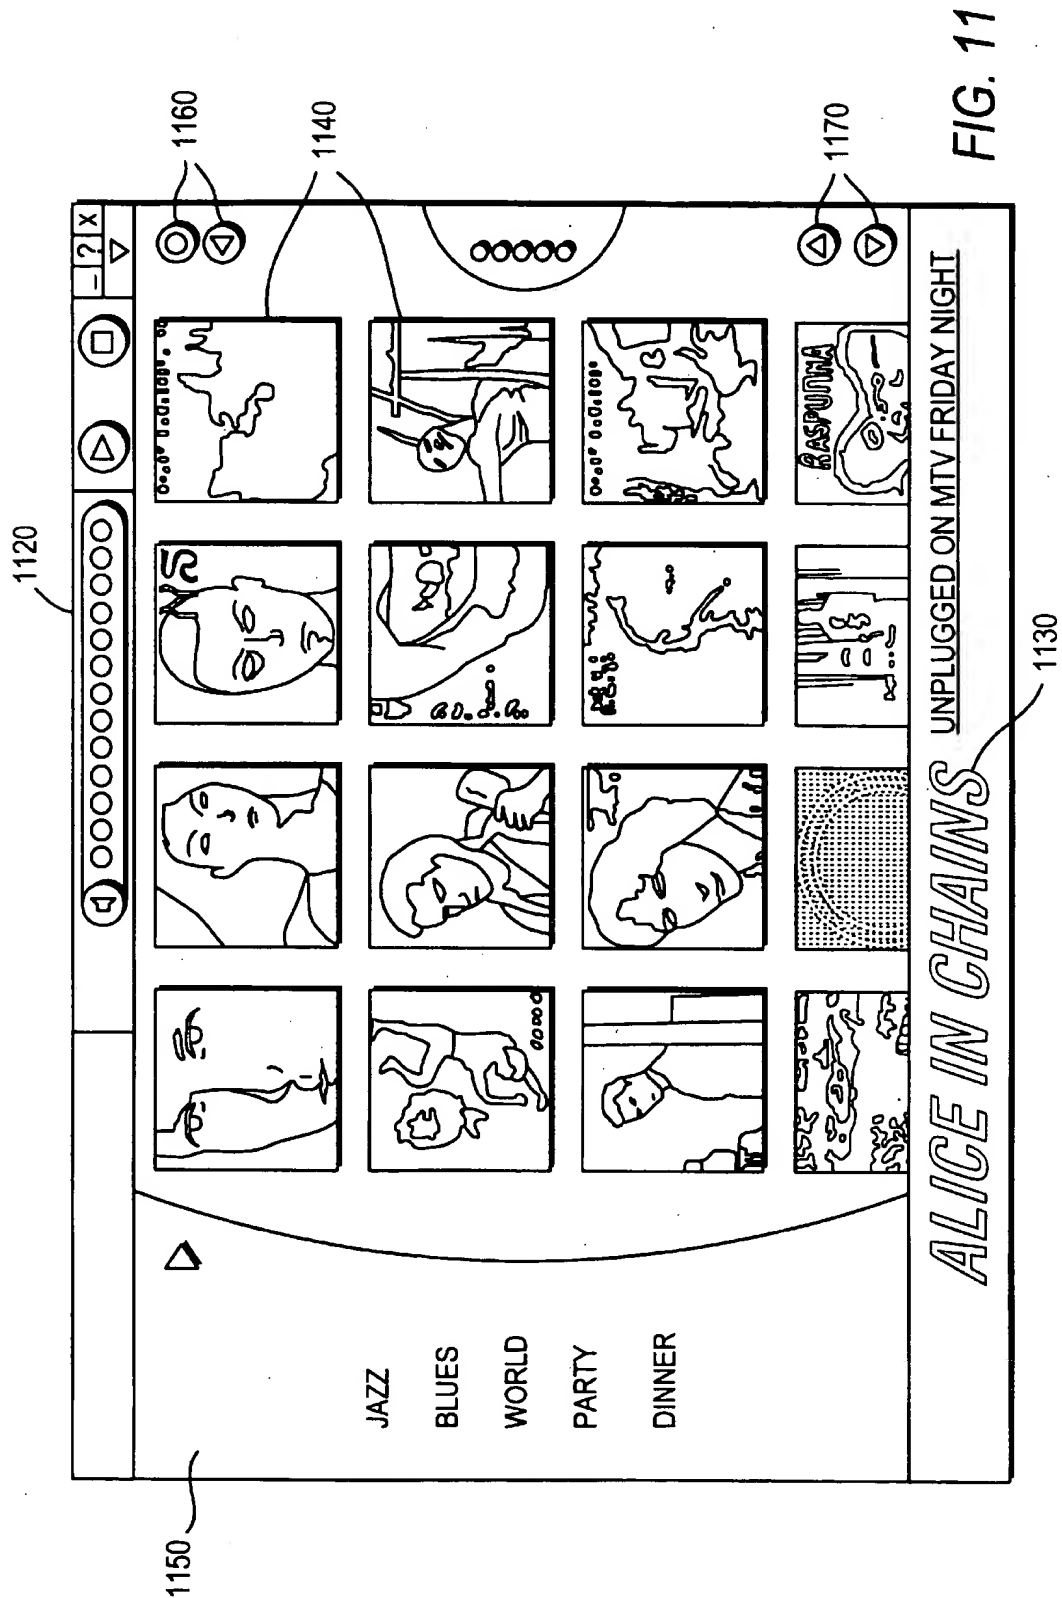 1120
1160
1140
1170
1150
1130
– ? X
JAZZ
BLUES
WORLD
PARTY
DINNER
RASPUTINA
ALICE IN CHAINS UNPLUGGED ON MTV FRIDAY NIGHT
FIG. 11